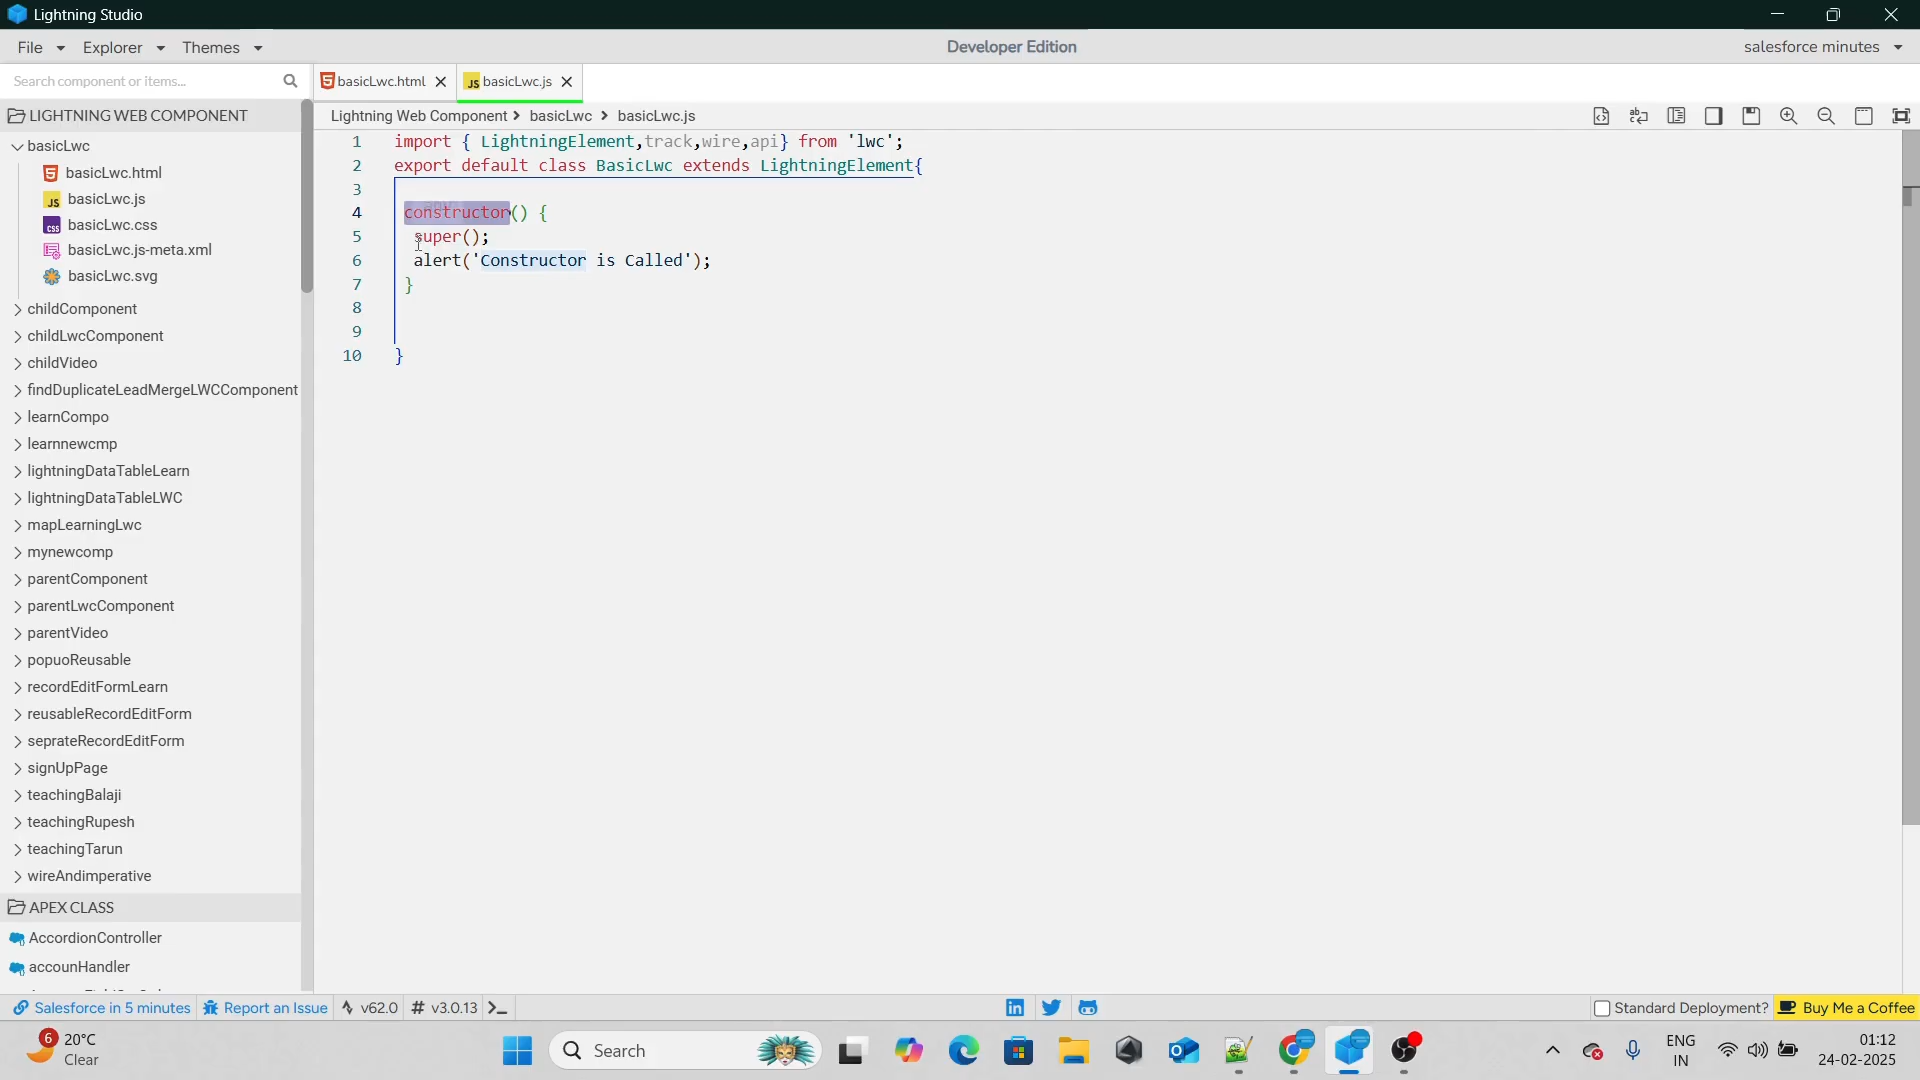 Lightning Studio
File Explorer Themes Developer Edition salesforce minutes
Search component or items...
basicLwc.html basicLwc.js
LIGHTNING WEB COMPONENT
Lightning Web Component basicLwc basicLwc.js
basicLwc
basicLwc.html
basicLwc.js
basicLwc.css
basicLwc.js-meta.xml
basicLwc.svg
childComponent
childLwcComponent
childVideo
findDuplicateLeadMergeLWCComponent
learnCompo
learnnewcmp
lightningDataTableLearn
lightningDataTableLWC
mapLearningLwc
mynewcomp
parentComponent
parentLwcComponent
parentVideo
popuoReusable
recordEditFormLearn
reusableRecordEditForm
seprateRecordEditForm
signUpPage
teachingBalaji
teachingRupesh
teachingTarun
wireAndimperative
APEX CLASS
AccordionController
accounHandler
1 import { LightningElement,track,wire,api} from 'lwc';
2 export default class BasicLwc extends LightningElement{
3
4 constructor() {
5 super();
6 alert('Constructor is Called');
7 }
8
9
10 }
Salesforce in 5 minutes Report an Issue v62.0 # v3.0.13 Standard Deployment? Buy Me a Coffee
6 20°C
Clear
Search
ENG
IN
01:12
24-02-2025